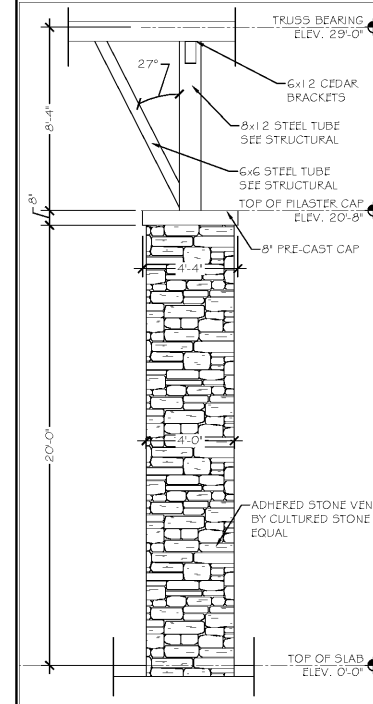 TRUSS BEARING
ELEV. 29'-0"
27°
6x12 CEDAR
BRACKETS
8'-4"
8x12 STEEL TUBE
SEE STRUCTURAL
6x6 STEEL TUBE
SEE STRUCTURAL
8"
TOP OF PILASTER CAP
ELEV. 20'-8"
8" PRE-CAST CAP
4'-4"
4'-0"
20'-0"
ADHERED STONE VEN
BY CULTURED STONE
EQUAL
TOP OF SLAB
ELEV. 0'-0"